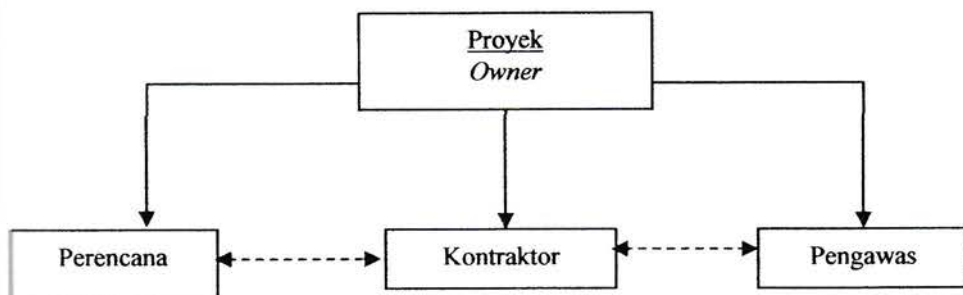 Proyek
Owner
Perencana
Kontraktor
Pengawas